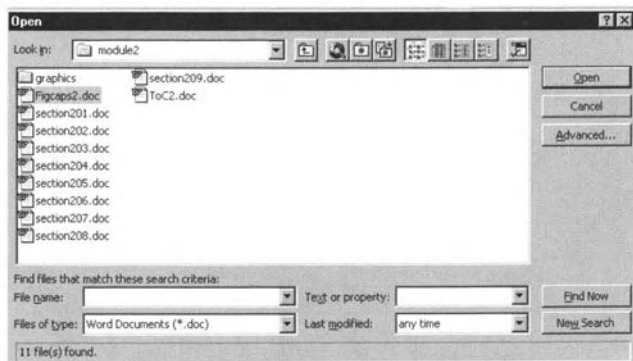 Open
Look in: module2
graphics section209.doc
Figcaps2.doc ToC2.doc
section201.doc
section202.doc
section203.doc
section204.doc
section205.doc
section206.doc
section207.doc
section208.doc
Open
Cancel
Advanced...
Find files that match these search criteria:
File name: Text or property: Find Now
Files of type: Word Documents (*.doc) Last modified: any time New Search
11 file(s) found.